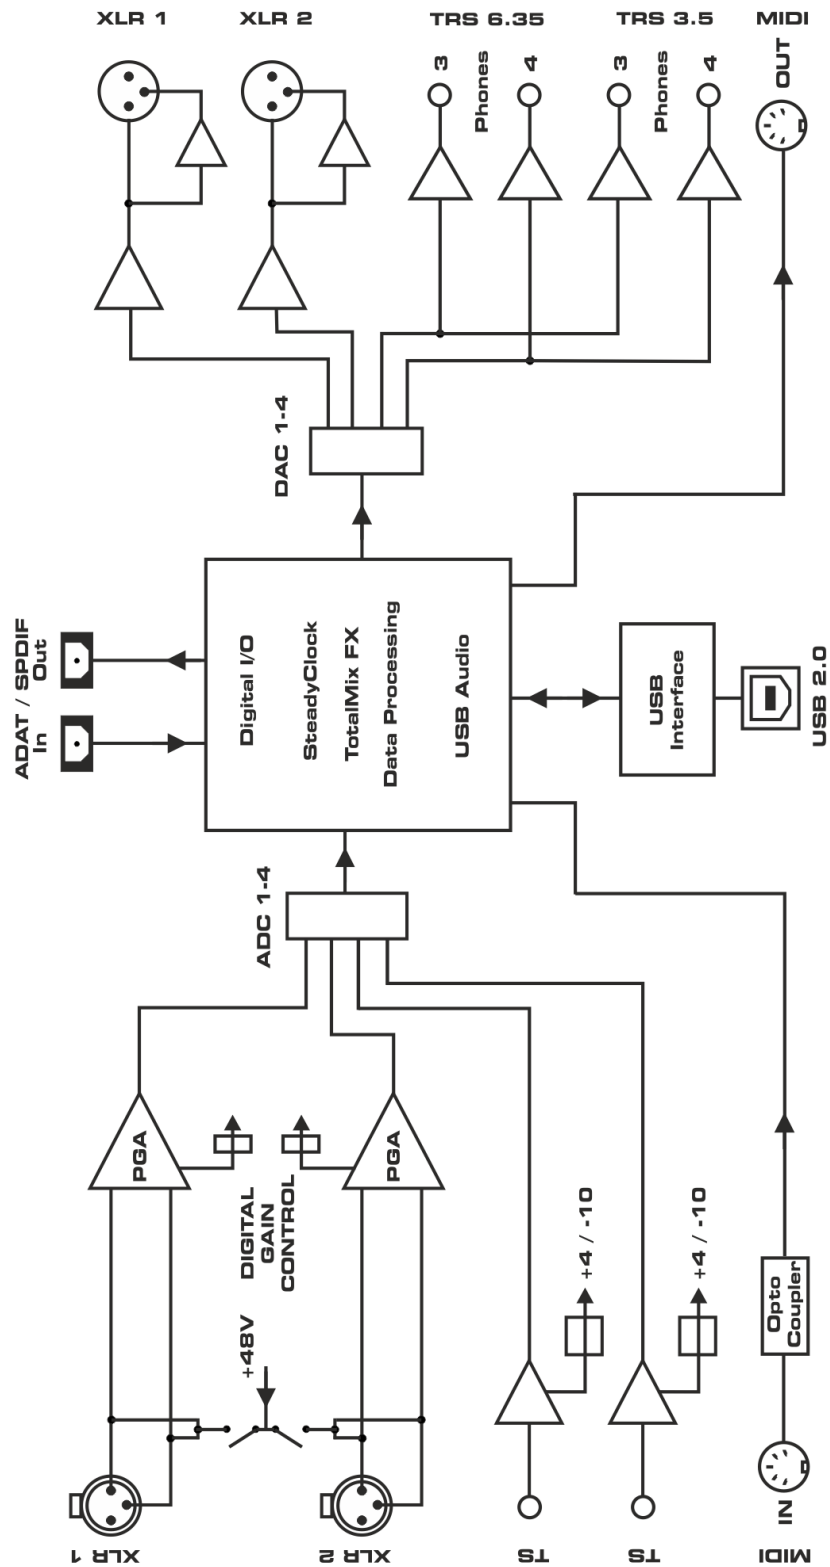 XLR 1
XLR 2
TRS 6.35
TRS 3.5
MIDI
3
Phones
4
3
Phones
4
OUT
DAC 1-4
ADAT / SPDIF
Out
In
Digital I/O
SteadyClock
TotalMix FX
Data Processing
USB Audio
USB
Interface
USB 2.0
ADC 1-4
PGA
PGA
DIGITAL
GAIN
CONTROL
+48V
+4 / -10
+4 / -10
Opto
Coupler
IN
XLR 1
XLR 2
TS
TS
MIDI